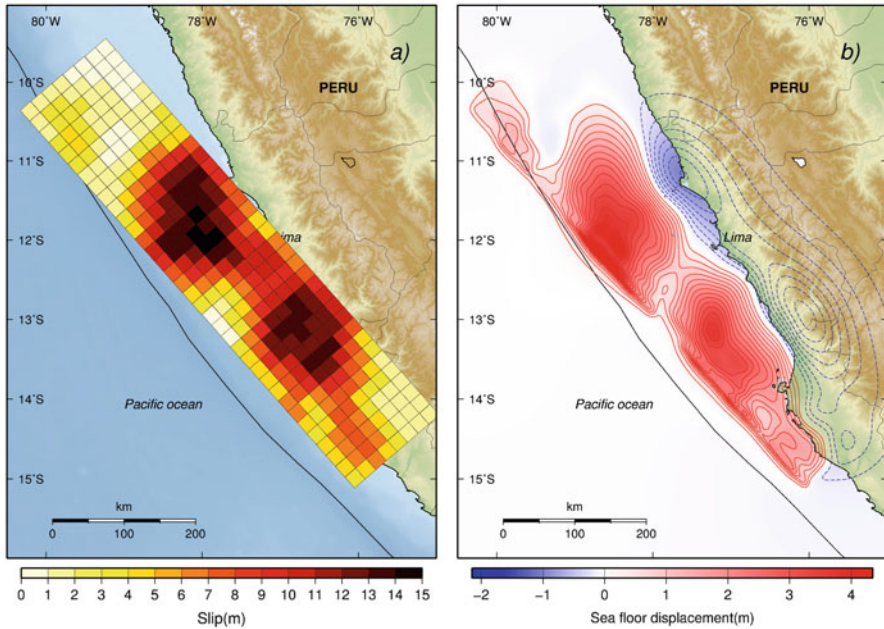 80°W 78°W 76°W
a)
PERU
10°S
11°S
12°S
13°S
14°S
15°S
ima
Pacific ocean
km
0 100 200
0 1 2 3 4 5 6 7 8 9 10 11 12 13 14 15
Slip(m)
80°W 78°W 76°W
b)
PERU
10°S
11°S
12°S
13°S
14°S
15°S
Lima
Pacific ocean
km
0 100 200
−2 −1 0 1 2 3 4
Sea floor displacement(m)